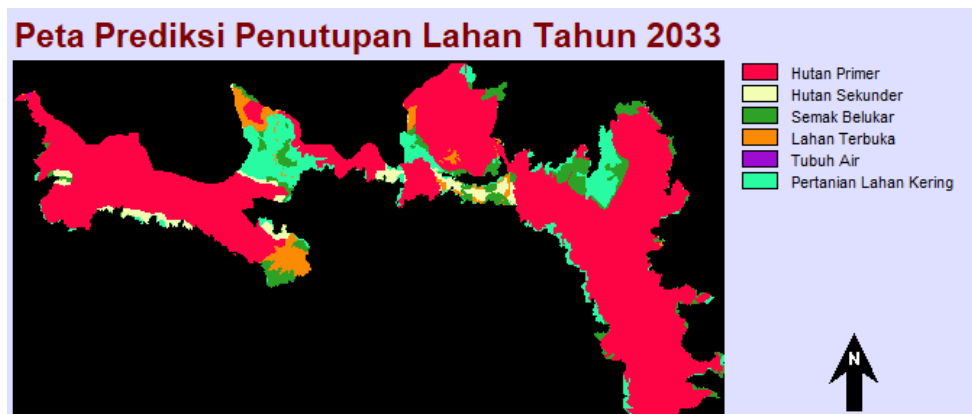 Peta Prediksi Penutupan Lahan Tahun 2033
Hutan Primer
Hutan Sekunder
Semak Belukar
Lahan Terbuka
Tubuh Air
Pertanian Lahan Kering
N